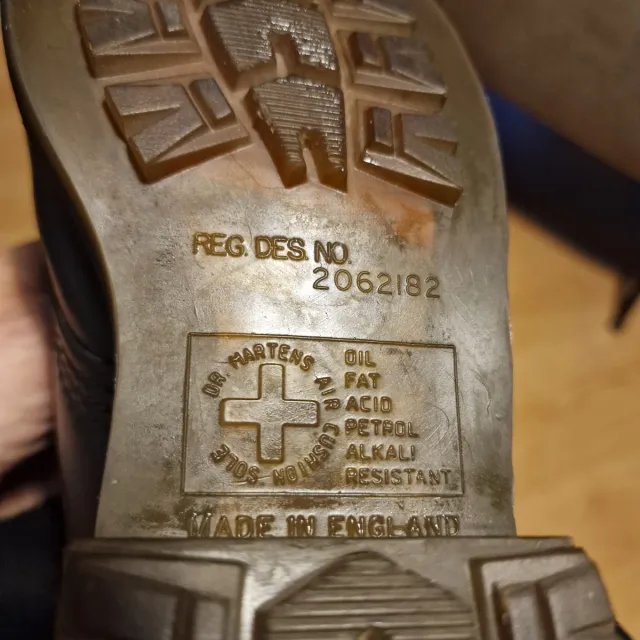 REG. DES. NO.
2062182
DR MARTENS AIR CUSHION SOLE
OIL
FAT
ACID
PETROL
ALKALI
RESISTANT
MADE IN ENGLAND